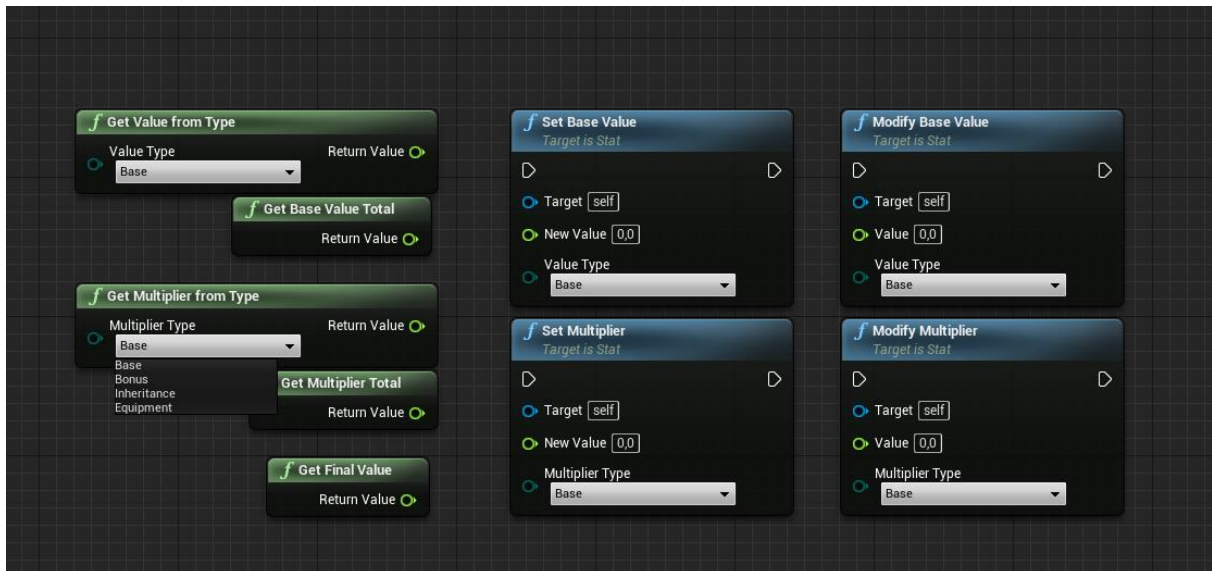 f Get Value from Type
Value Type
Return Value
Base
f Get Base Value Total
Return Value
f Get Multiplier from Type
Multiplier Type
Return Value
Base
Base
Bonus
Inheritance
Equipment
Get Multiplier Total
Return Value
f Get Final Value
Return Value
f Set Base Value
Target is Stat
Target self
New Value 0,0
Value Type
Base
f Modify Base Value
Target is Stat
Target self
Value 0,0
Value Type
Base
f Set Multiplier
Target is Stat
Target self
New Value 0,0
Multiplier Type
Base
f Modify Multiplier
Target is Stat
Target self
Value 0,0
Multiplier Type
Base